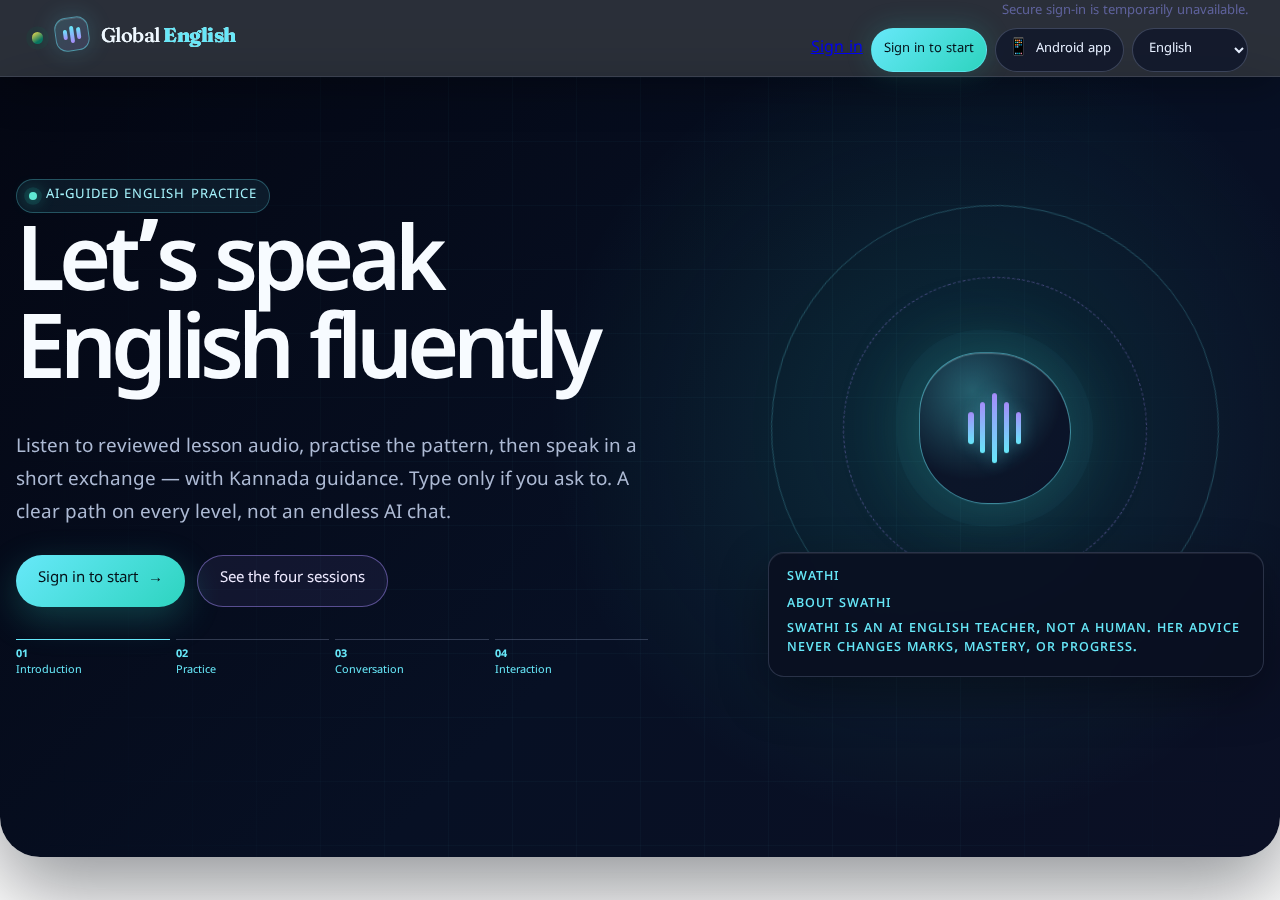 Secure sign-in is temporarily unavailable.
Global English
Sign in
Sign in to start
Android app
English
AI-GUIDED ENGLISH PRACTICE
Let’s speak
English fluently
Listen to reviewed lesson audio, practise the pattern, then speak in a
short exchange — with Kannada guidance. Type only if you ask to. A
clear path on every level, not an endless AI chat.
Sign in to start →
See the four sessions
01
Introduction
02
Practice
03
Conversation
04
Interaction
SWATHI
ABOUT SWATHI
SWATHI IS AN AI ENGLISH TEACHER, NOT A HUMAN. HER ADVICE
NEVER CHANGES MARKS, MASTERY, OR PROGRESS.